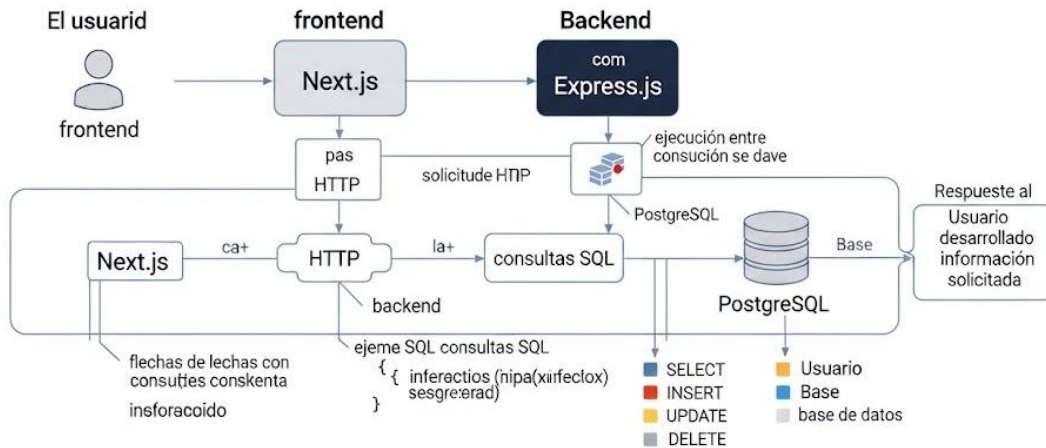 El usuarid
frontend
frontend
Next.js
Backend
com
Express.js
pas
HTTP
solicitude HTIP
ejecución entre
consución se dave
PostgreSQL
Next.js
ca+
HTTP
la+
consultas SQL
backend
PostgreSQL
Base
Respueste al
Usuario
desarrollado
información
solicitada
flechas de lechas con
conskenta
insforacoido
ejeme SQL consultas SQL
{
{ inferactios
}
SELECT
INSERT
UPDATE
DELETE
Usuario
Base
base de datos